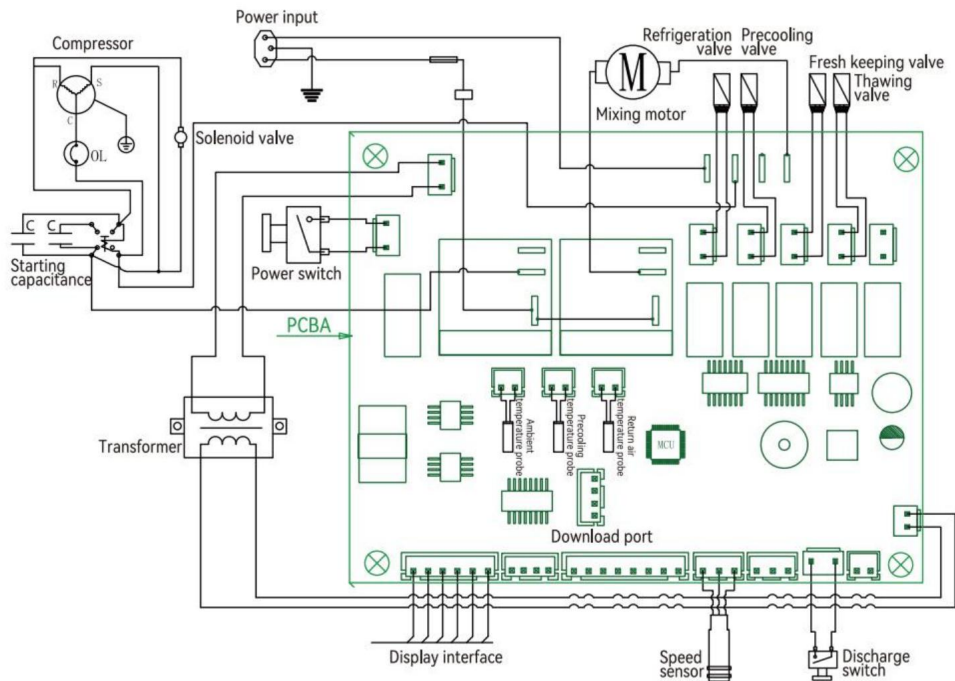 Power input
Compressor
R
S
C
OL
Solenoid valve
C C
Starting
capacitance
Power switch
PCBA
Transformer
M
Mixing motor
Refrigeration
valve
Precooling
valve
Fresh keeping valve
Thawing
valve
Ambient
temperature probe
Precoding
temperature probe
Return air
temperature probe
MCU
Download port
Display interface
Speed
sensor
Discharge
switch